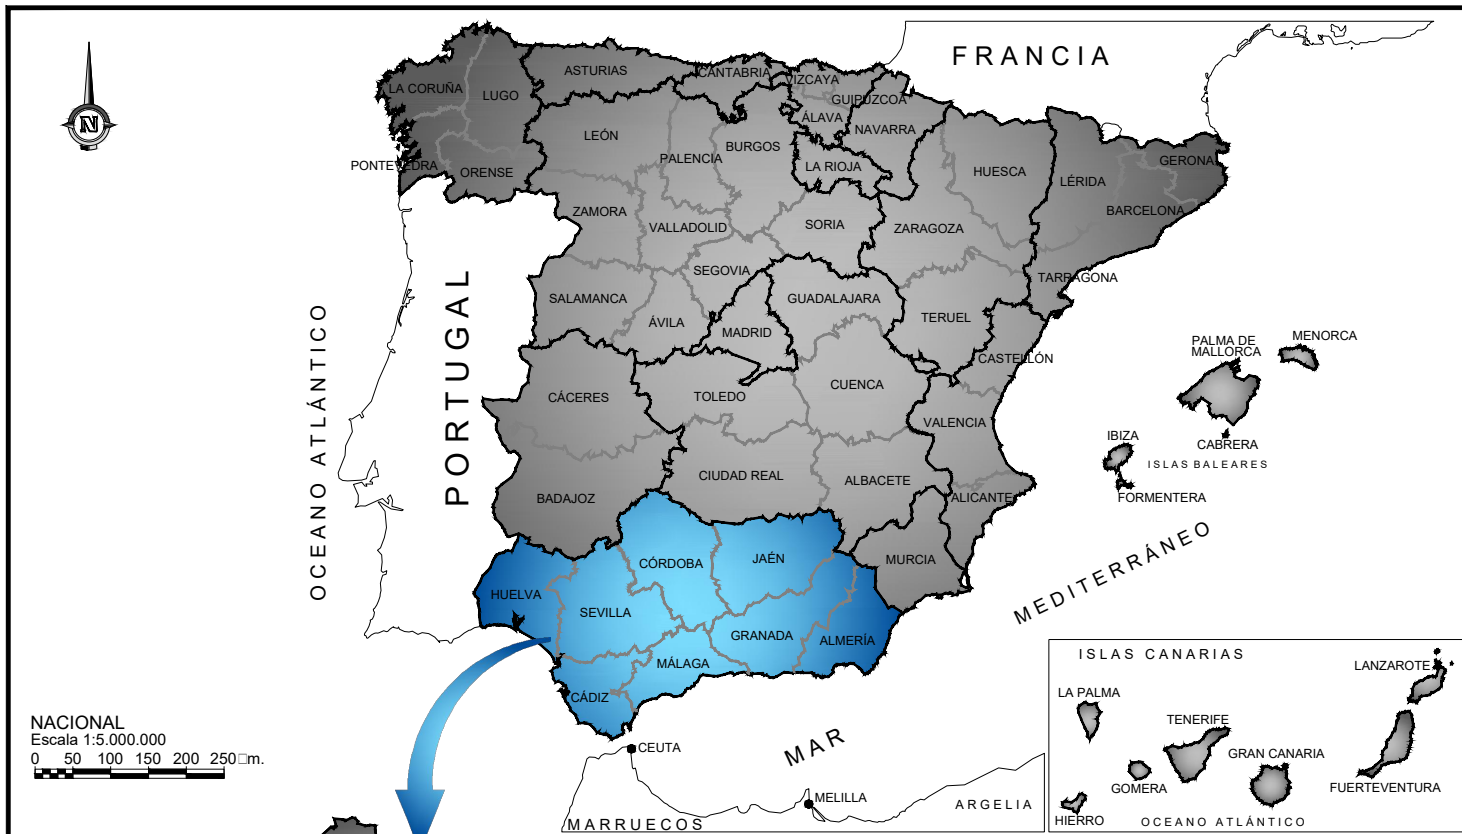 FRANCIA
ASTURIAS
CANTABRIA
VIZCAYA
GUIPUZCOA
LA CORUÑA
LUGO
ÁLAVA
NAVARRA
N
LEÓN
BURGOS
PALENCIA
LA RIOJA
HUESCA
LÉRIDA
GERONA
PONTEVEDRA
ORENSE
BARCELONA
ZAMORA
VALLADOLID
SORIA
ZARAGOZA
SEGOVIA
TARRAGONA
SALAMANCA
GUADALAJARA
ÁVILA
MADRID
TERUEL
CASTELLÓN
PALMA DE
MALLORCA
MENORCA
OCEANO ATLÁNTICO
PORTUGAL
CÁCERES
TOLEDO
CUENCA
VALENCIA
IBIZA
CABRERA
ISLAS BALEARES
FORMENTERA
BADAJOZ
CIUDAD REAL
ALBACETE
ALICANTE
MURCIA
CÓRDOBA
JAÉN
HUELVA
SEVILLA
GRANADA
ALMERÍA
MÁLAGA
CÁDIZ
MAR
MEDITERRÁNEO
NACIONAL
Escala 1:5.000.000
0 50 100 150 200 250□m.
CEUTA
MELILLA
MARRUECOS
ARGELIA
ISLAS CANARIAS
LANZAROTE
LA PALMA
TENERIFE
GRAN CANARIA
GOMERA
FUERTEVENTURA
HIERRO
OCEANO ATLÁNTICO